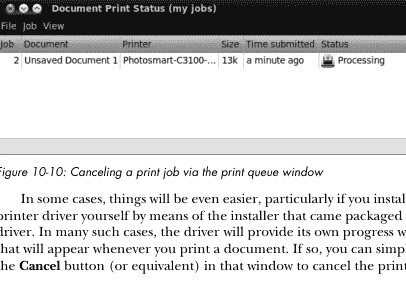 Document Print Status (my jobs)
File Job View
Job Document Printer Size Time submitted Status
2 Unsaved Document 1 Photosmart-C3100-... 13k a minute ago Processing
Figure 10-10: Canceling a print job via the print queue window
In some cases, things will be even easier, particularly if you instal
printer driver yourself by means of the installer that came packaged
driver. In many such cases, the driver will provide its own progress w
that will appear whenever you print a document. If so, you can simpl
the Cancel button (or equivalent) in that window to cancel the print